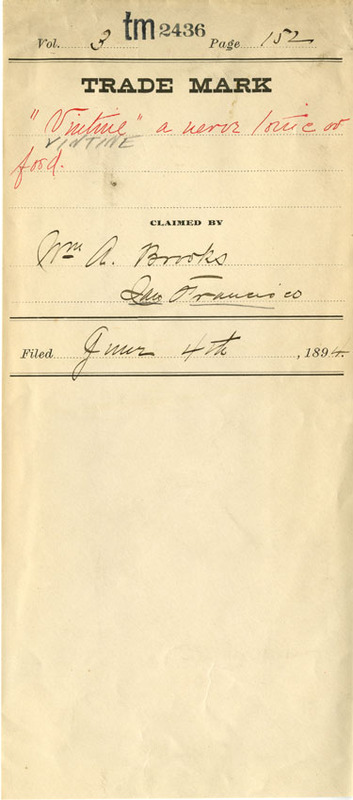 tm 2436
Vol. 3 Page 152
TRADE MARK
"Vintine" a nerve tonic or
VINTINE
food.
CLAIMED BY
Wm A. Brooks
San Francisco
Filed June 4th, 1894.